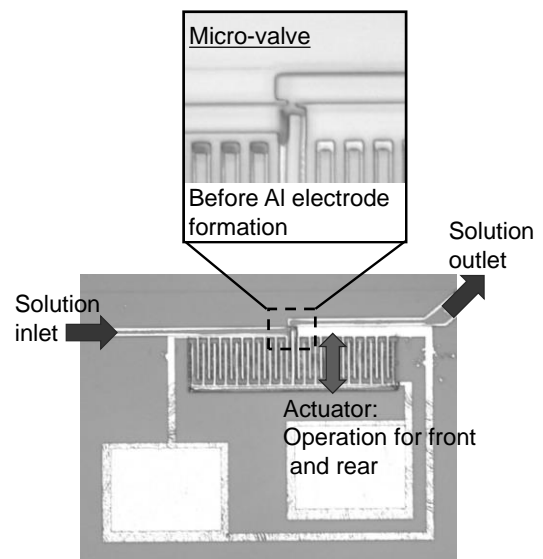 Micro-valve
Before Al electrode
formation
Solution
outlet
Solution
inlet
Actuator:
Operation for front
and rear